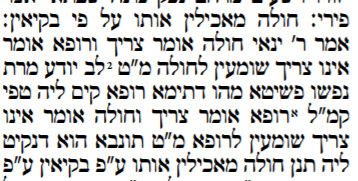 פירי: חולה מאכילין אותו על פי בקיאין:
אמר ר׳ ינאי חולה אומר צריך ורופא אומר
אינו צריך שומעין לחולה מ״ט ג לב יודע מרת
נפשו פשיטא מהו דתימא רופא קים ליה טפי
קמ״ל א רופא אומר צריך וחולה אומר אינו
צריך שומעין לרופא מ״ט תונבא הוא דנקיט
ליה תנן חולה מאכילין אותו ע״פ בקיאין ע״פ